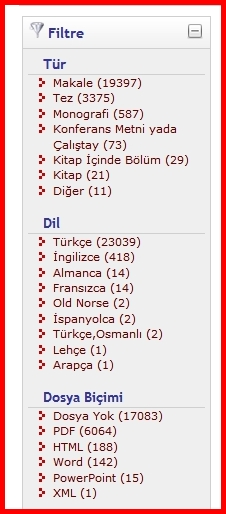 Filtre
Tür
Makale (19397)
Tez (3375)
Monografi (587)
Konferans Metni yada
Çalıştay (73)
Kitap İçinde Bölüm (29)
Kitap (21)
Diğer (11)
Dil
Türkçe (23039)
İngilizce (418)
Almanca (14)
Fransızca (14)
Old Norse (2)
İspanyolca (2)
Türkçe,Osmanlı (2)
Lehçe (1)
Arapça (1)
Dosya Biçimi
Dosya Yok (17083)
PDF (6064)
HTML (188)
Word (142)
PowerPoint (15)
XML (1)